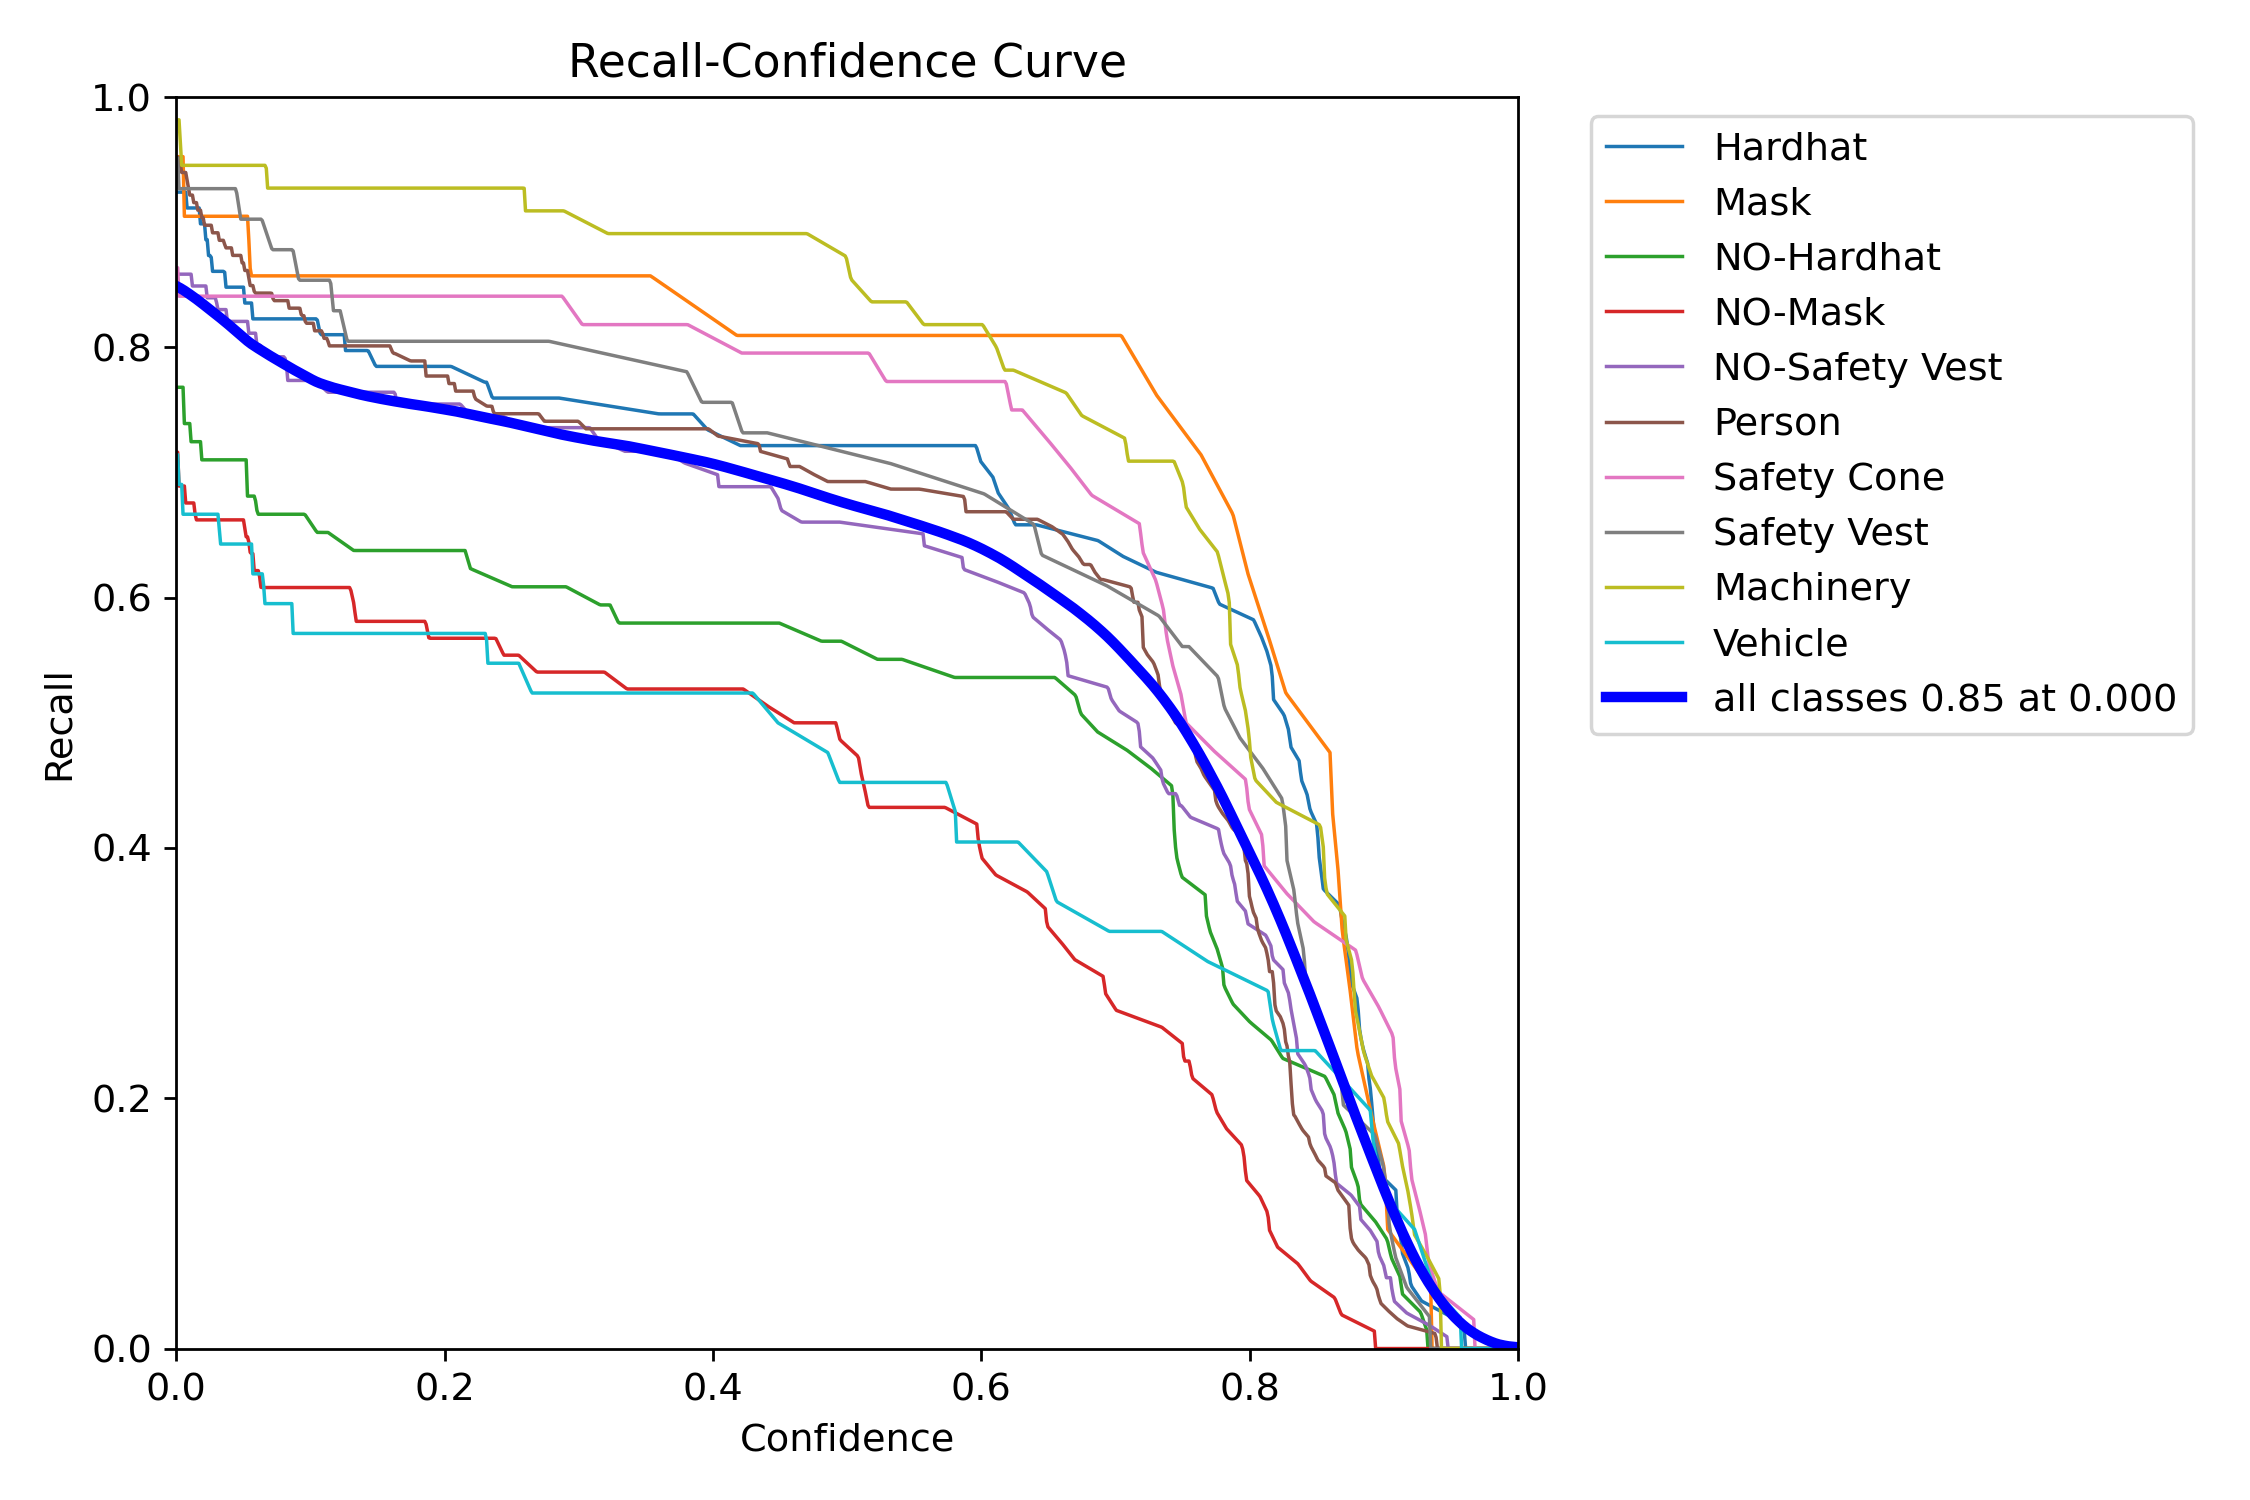 Recall-Confidence Curve
1.0
0.8
0.6
0.4
0.2
0.0
Recall
0.0 0.2 0.4 0.6 0.8 1.0
Confidence
Hardhat
Mask
NO-Hardhat
NO-Mask
NO-Safety Vest
Person
Safety Cone
Safety Vest
Machinery
Vehicle
all classes 0.85 at 0.000